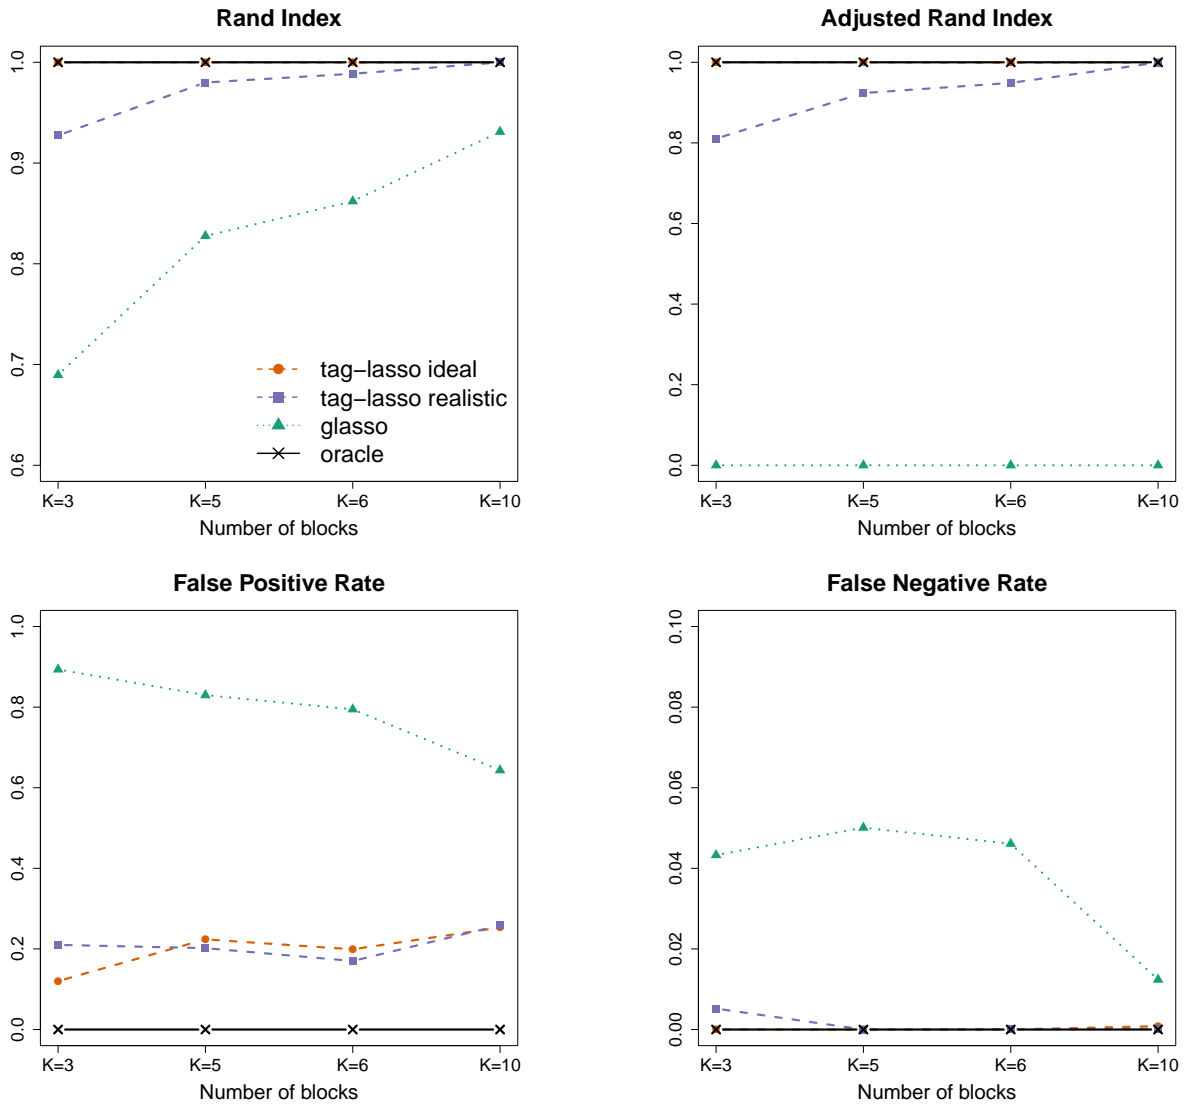 Rand Index
1.0
0.9
0.8
0.7
0.6
tag–lasso ideal
tag–lasso realistic
glasso
oracle
K=3 K=5 K=6 K=10
Number of blocks
Adjusted Rand Index
1.0
0.8
0.6
0.4
0.2
0.0
K=3 K=5 K=6 K=10
Number of blocks
False Positive Rate
1.0
0.8
0.6
0.4
0.2
0.0
K=3 K=5 K=6 K=10
Number of blocks
False Negative Rate
0.10
0.08
0.06
0.04
0.02
0.00
K=3 K=5 K=6 K=10
Number of blocks